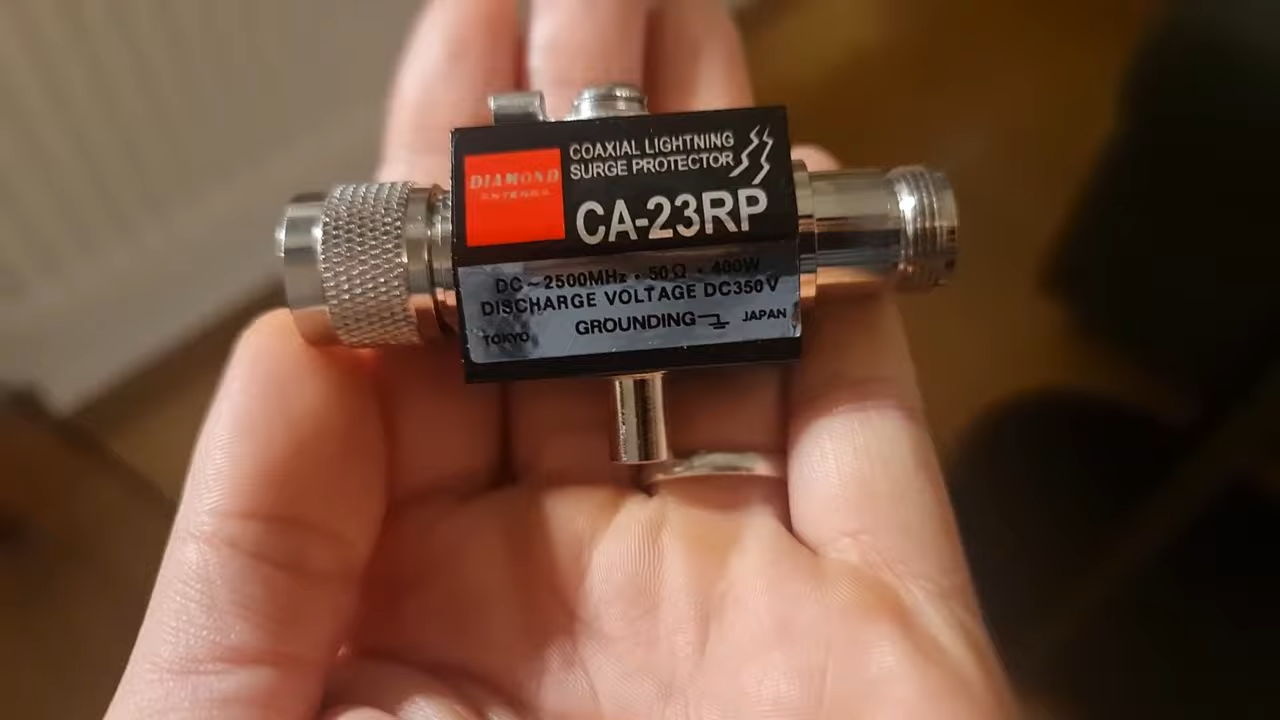 COAXIAL LIGHTNING
SURGE PROTECTOR
DIAMOND
ANTENNA
CA-23RP
DC~2500MHz・50Ω・400W
DISCHARGE VOLTAGE DC350V
GROUNDING
TOKYO JAPAN